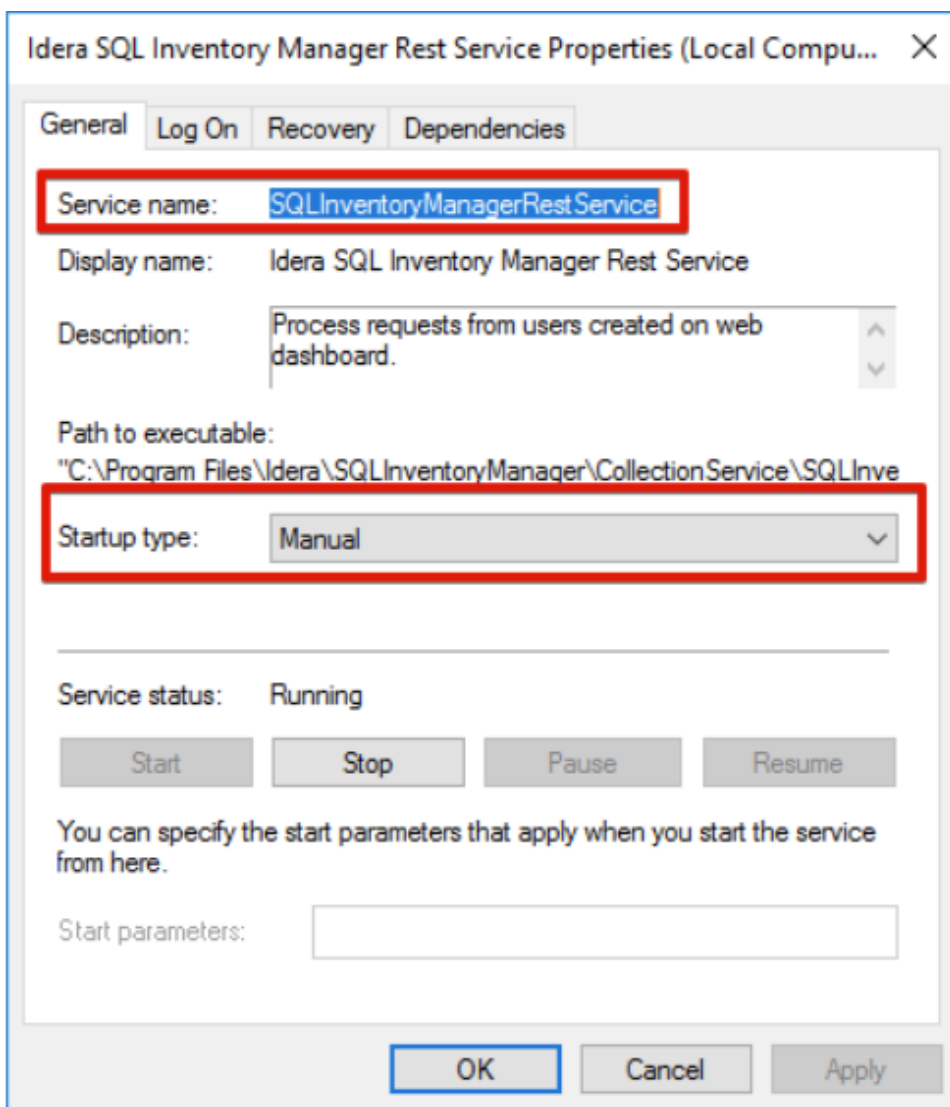 Idera SQL Inventory Manager Rest Service Properties (Local Compu...
General Log On Recovery Dependencies
Service name: SQLInventoryManagerRestService
Display name: Idera SQL Inventory Manager Rest Service
Description: Process requests from users created on web
dashboard.
Path to executable:
"C:\Program Files\Idera\SQLInventoryManager\CollectionService\SQLInve
Startup type: Manual
Service status: Running
Start Stop Pause Resume
You can specify the start parameters that apply when you start the service
from here.
Start parameters:
OK Cancel Apply